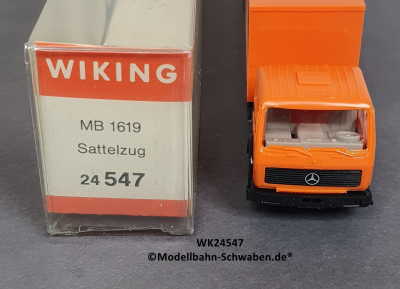 WIKING
MB 1619
Sattelzug
24 547
WK24547
©Modellbahn-Schwaben.de®